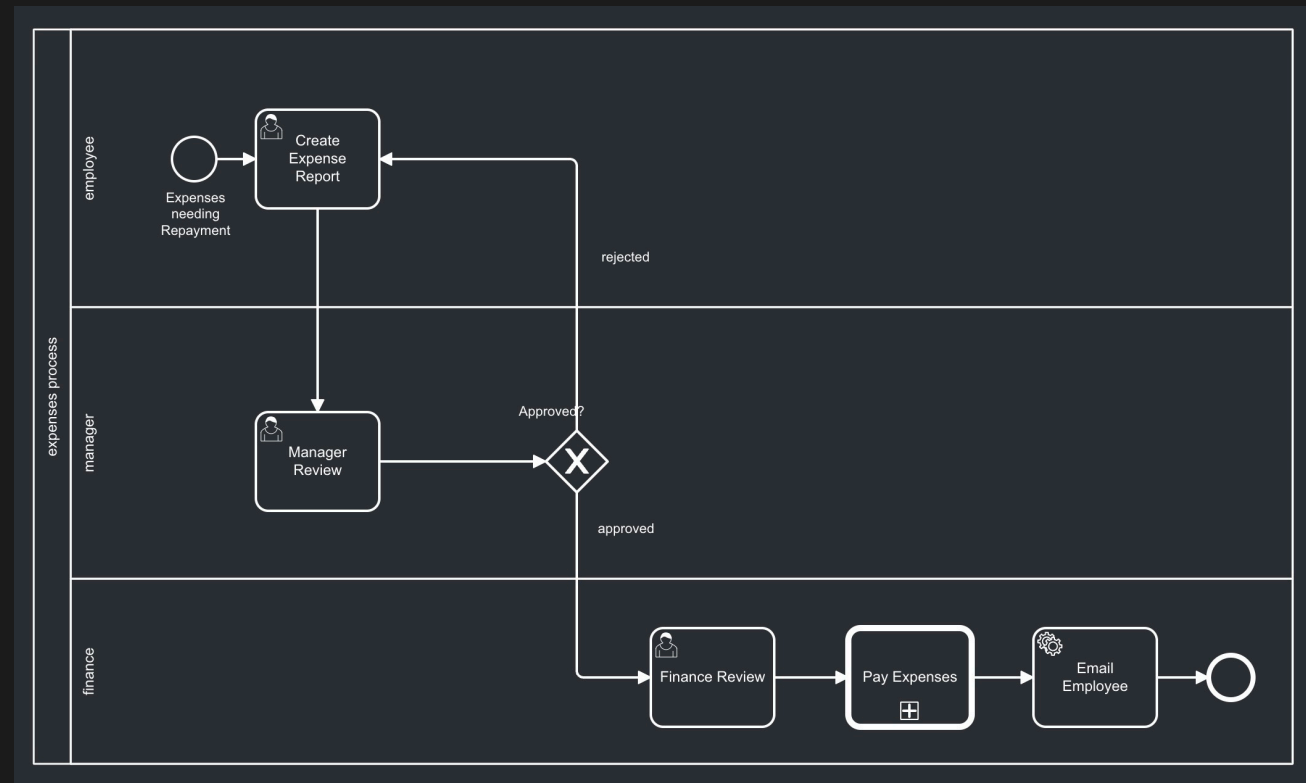 expenses process
employee
Create
Expense
Report
Expenses
needing
Repayment
rejected
manager
Manager
Review
Approved?
X
approved
finance
Finance Review
Pay Expenses
Email
Employee